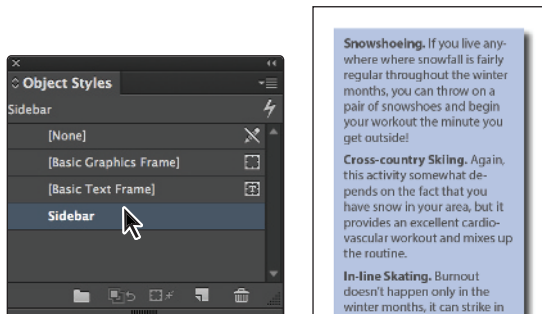 Object Styles
Sidebar
[None]
[Basic Graphics Frame]
[Basic Text Frame]
Sidebar
Snowshoeing. If you live any-
where where snowfall is fairly
regular throughout the winter
months, you can throw on a
pair of snowshoes and begin
your workout the minute you
get outside!
Cross-country Skiing. Again,
this activity somewhat de-
pends on the fact that you
have snow in your area, but it
provides an excellent cardio-
vascular workout and mixes up
the routine.
In-line Skating. Burnout
doesn't happen only in the
winter months, it can strike in